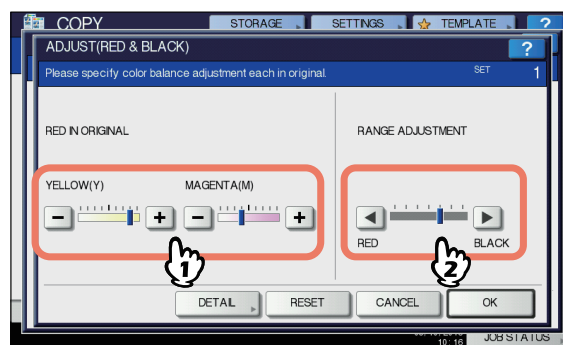 COPY STORAGE SETTINGS TEMPLATE ?
ADJUST(RED & BLACK) ?
Please specify color balance adjustment each in original. SET 1
RED IN ORIGINAL RANGE ADJUSTMENT
YELLOW(Y) MAGENTA(M)
− + − +
RED BLACK
1 2
DETAIL RESET CANCEL OK
10:16 JOB STATUS